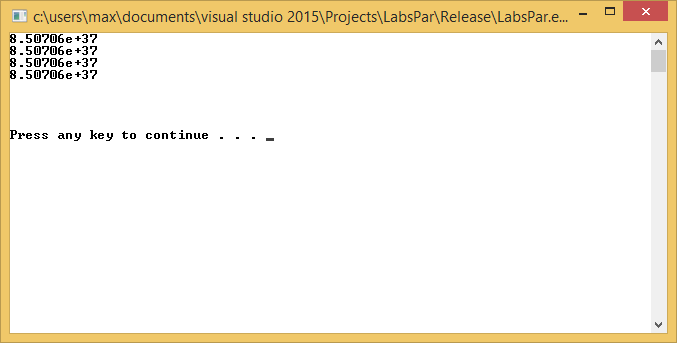 c:\users\max\documents\visual studio 2015\Projects\LabsPar\Release\LabsPar.e...
8.50706e+37
8.50706e+37
8.50706e+37
8.50706e+37
Press any key to continue . . . _